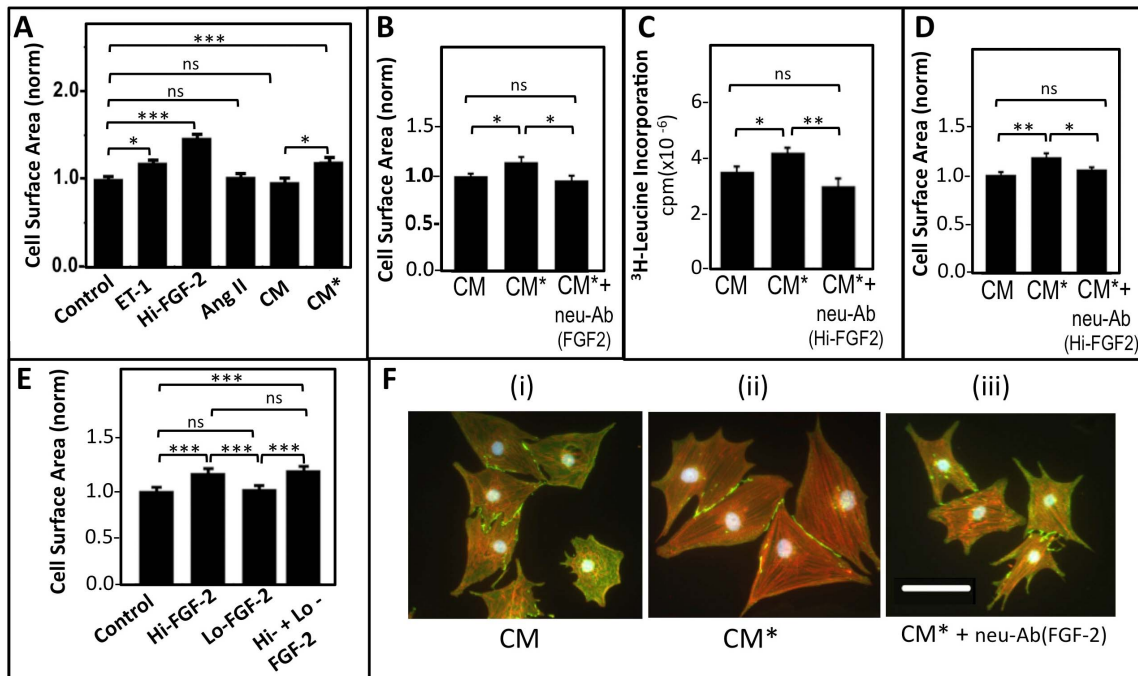 A
Cell Surface Area (norm)
2.0
1.0
0.0
***
ns
ns
***
*
*
Control
ET-1
Hi-FGF-2
Ang II
CM
CM*
B
Cell Surface Area (norm)
1.5
1.0
0.5
0.0
ns
*
*
CM
CM*
CM*+
neu-Ab
(FGF2)
C
³H-Leucine Incorporation
cpm(x10 ⁻⁶)
6
4
2
0
ns
*
**
CM
CM*
CM*+
neu-Ab
(Hi-FGF2)
D
Cell Surface Area (norm)
1.5
1.0
0.5
0.0
ns
**
*
CM
CM*
CM*+
neu-Ab
(Hi-FGF2)
E
Cell Surface Area (norm)
1.5
1.0
0.5
0.0
***
ns
ns
***
***
***
Control
Hi-FGF-2
Lo-FGF-2
Hi- + Lo -
FGF-2
F
(i)
(ii)
(iii)
CM
CM*
CM* + neu-Ab(FGF-2)